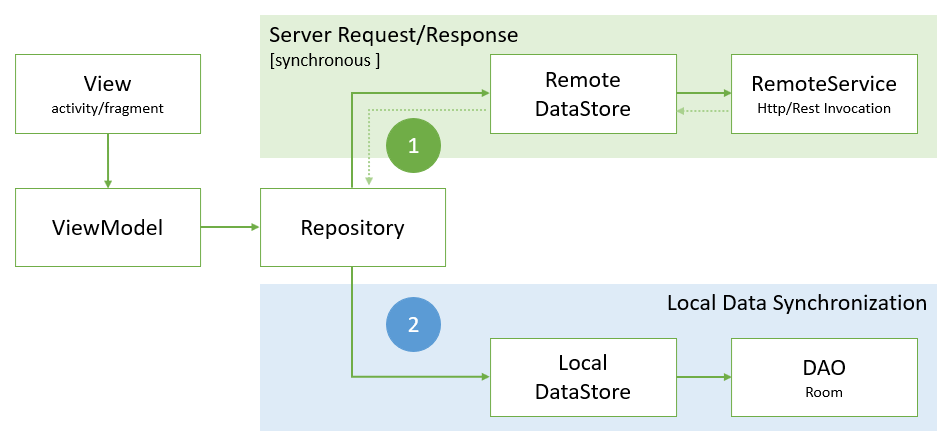 Server Request/Response
[synchronous ]
View
activity/fragment
Remote
DataStore
RemoteService
Http/Rest Invocation
1
ViewModel
Repository
Local Data Synchronization
2
Local
DataStore
DAO
Room